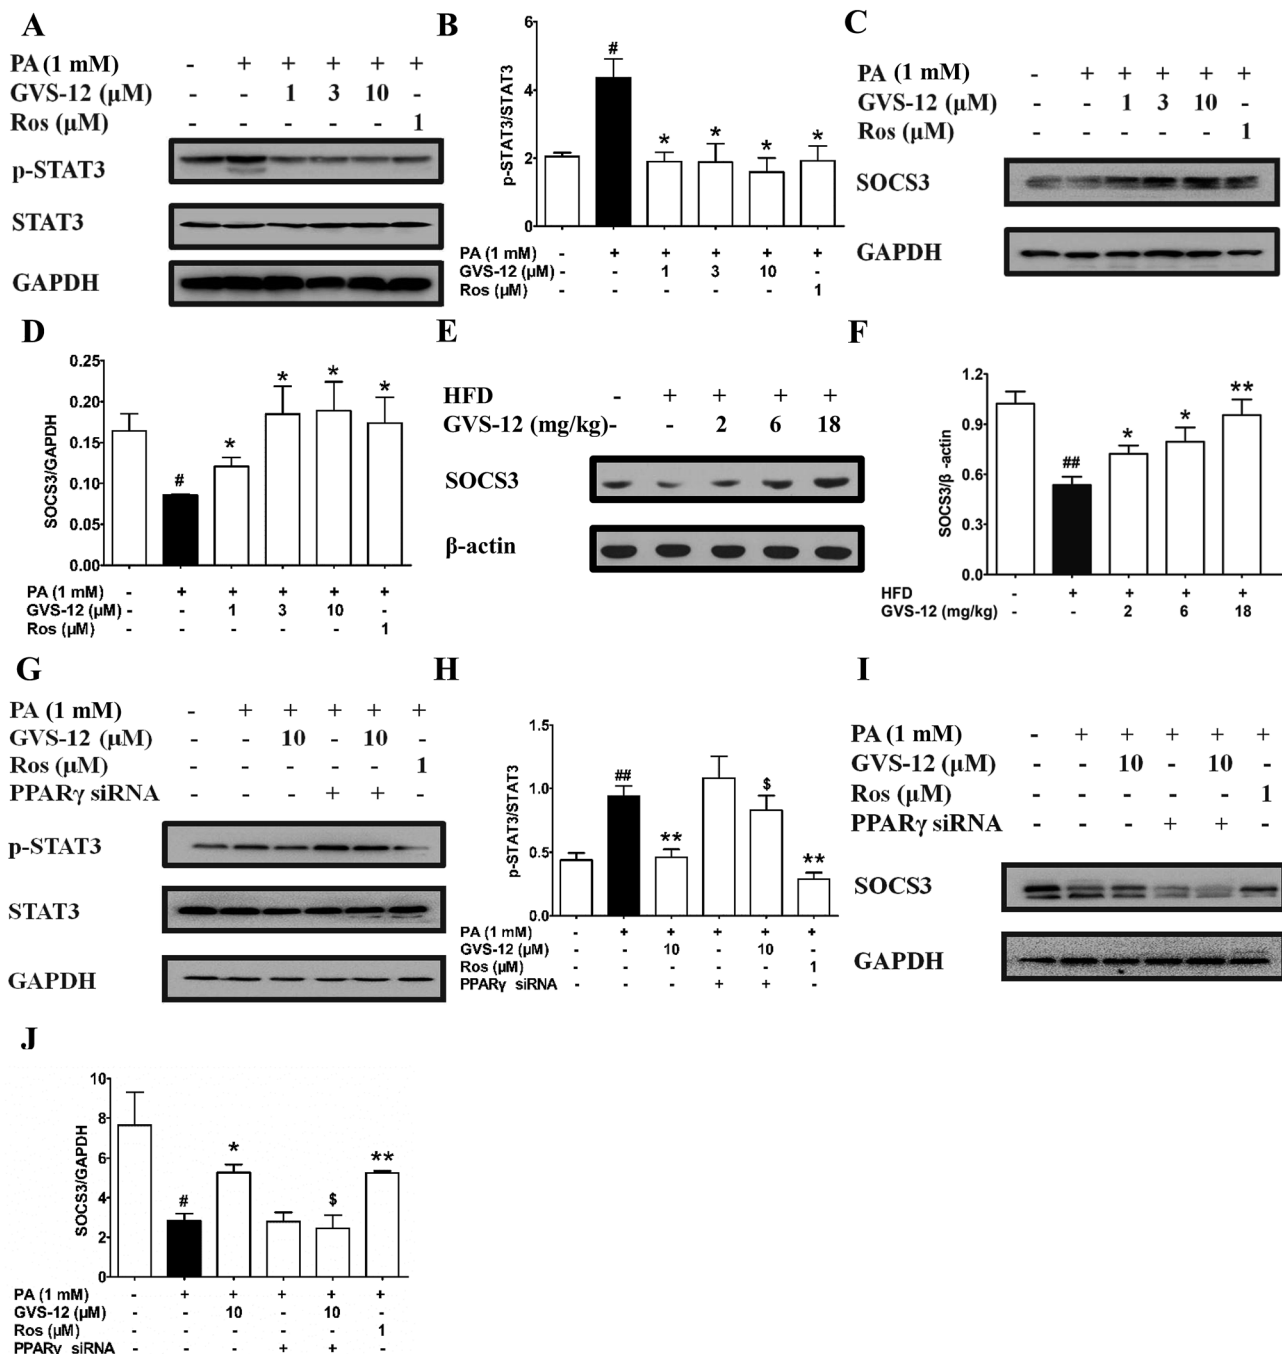 A
PA (1 mM) - + + + + +
GVS-12 (μM) - - 1 3 10 -
Ros (μM) - - - - - 1
p-STAT3
STAT3
GAPDH
B
p-STAT3/STAT3
6
4
2
0
#
* * * *
PA (1 mM) - + + + + +
GVS-12 (μM) - - 1 3 10 -
Ros (μM) - - - - - 1
C
PA (1 mM) - + + + + +
GVS-12 (μM) - - 1 3 10 -
Ros (μM) - - - - - 1
SOCS3
GAPDH
D
SOCS3/GAPDH
0.25
0.20
0.15
0.10
0.05
0.00
# * * * *
PA (1 mM) - + + + + +
GVS-12 (μM) - - 1 3 10 -
Ros (μM) - - - - - 1
E
HFD - + + + +
GVS-12 (mg/kg) - - 2 6 18
SOCS3
β-actin
F
SOCS3/β -actin
1.2
0.9
0.6
0.3
0.0
## * * **
HFD - + + + +
GVS-12 (mg/kg) - - 2 6 18
G
PA (1 mM) - + + + + +
GVS-12 (μM) - - 10 - 10 -
Ros (μM) - - - - - 1
PPARγ siRNA - - - + + -
p-STAT3
STAT3
GAPDH
H
p-STAT3/STAT3
1.5
1.0
0.5
0.0
## ** $ **
PA (1 mM) - + + + + +
GVS-12 (μM) - - 10 - 10 -
Ros (μM) - - - - - 1
PPARγ siRNA - - - + + -
I
PA (1 mM) - + + + + +
GVS-12 (μM) - - 10 - 10 -
Ros (μM) - - - - - 1
PPARγ siRNA - - - + + -
SOCS3
GAPDH
J
SOCS3/GAPDH
10
8
6
4
2
0
# * $ **
PA (1 mM) - + + + + +
GVS-12 (μM) - - 10 - 10 -
Ros (μM) - - - - - 1
PPARγ siRNA - - - + + -